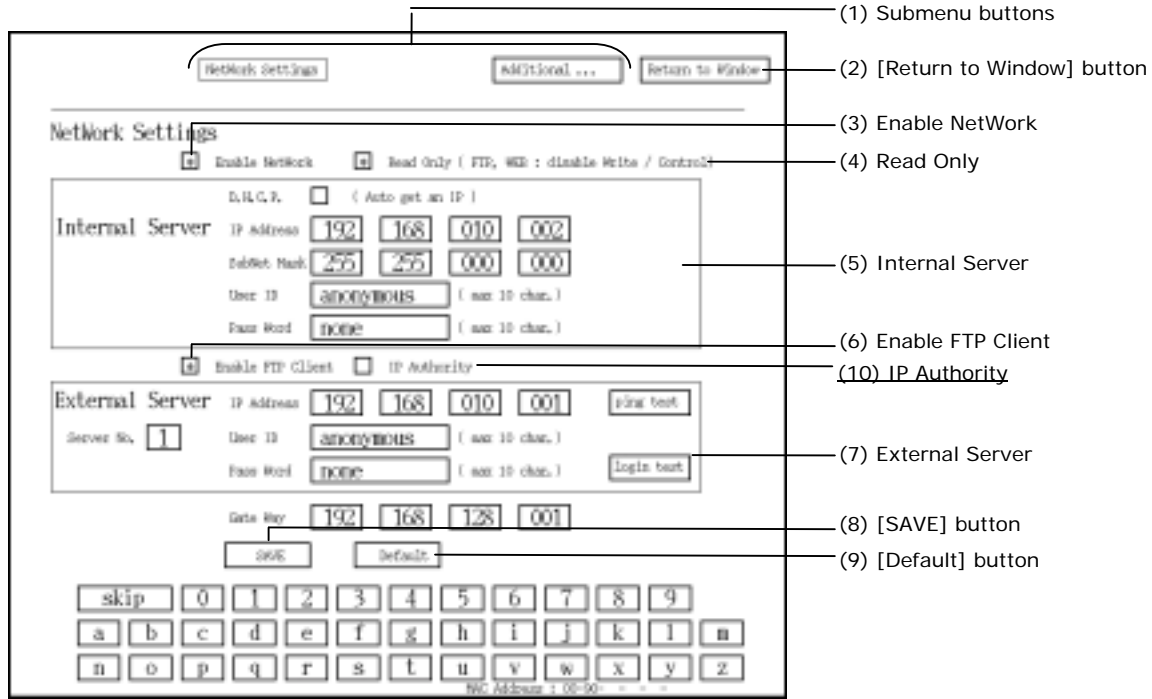 (1) Submenu buttons
NetWork Settings Additional ... Return to Window
(2) [Return to Window] button
NetWork Settings
(3) Enable NetWork
Enable NetWork Read Only ( FTP, WEB : disable Write / Control)
(4) Read Only
D.H.C.P. ( Auto get an IP )
Internal Server IP Address 192 168 010 002
SubNet Mask 255 255 000 000
(5) Internal Server
User ID anonymous ( max 10 char. )
Pass Word none ( max 10 char. )
(6) Enable FTP Client
Enable FTP Client IP Authority
(10) IP Authority
External Server IP Address 192 168 010 001 ping test
Server No. 1 User ID anonymous ( max 10 char. )
(7) External Server
Pass Word none ( max 10 char. ) login test
Gate Way 192 168 128 001
(8) [SAVE] button
SAVE Default
(9) [Default] button
skip 0 1 2 3 4 5 6 7 8 9
a b c d e f g h i j k l m
n o p q r s t u v w x y z
MAC Address : 00-90- - - -